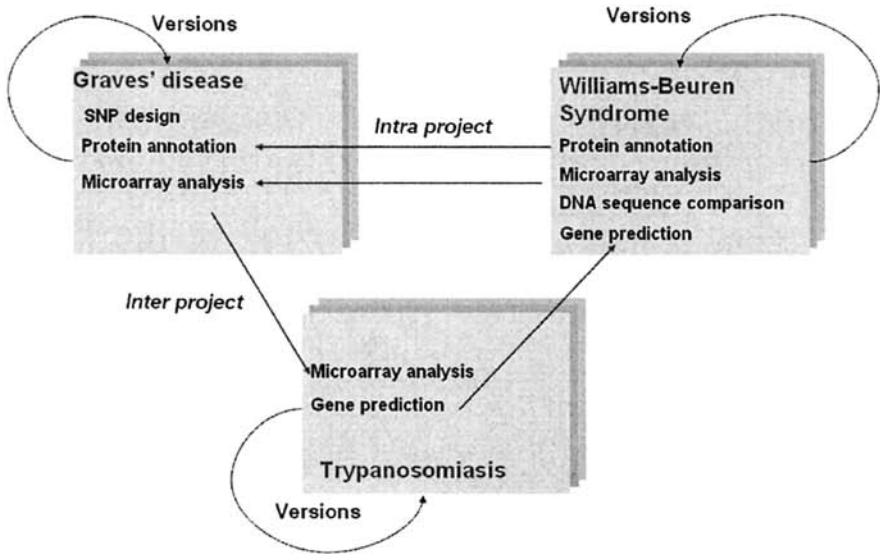 Versions
Graves' disease
SNP design
Protein annotation
Microarray analysis
Intra project
Versions
Williams-Beuren
Syndrome
Protein annotation
Microarray analysis
DNA sequence comparison
Gene prediction
Inter project
Microarray analysis
Gene prediction
Trypanosomiasis
Versions